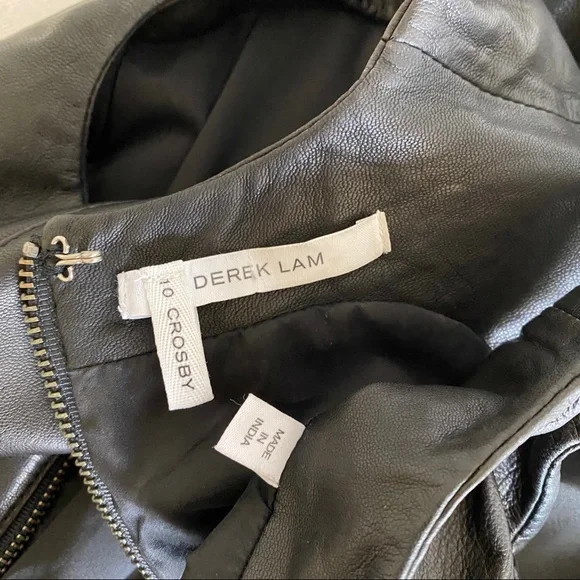 DEREK LAM
10 CROSBY
MADE
IN
INDIA